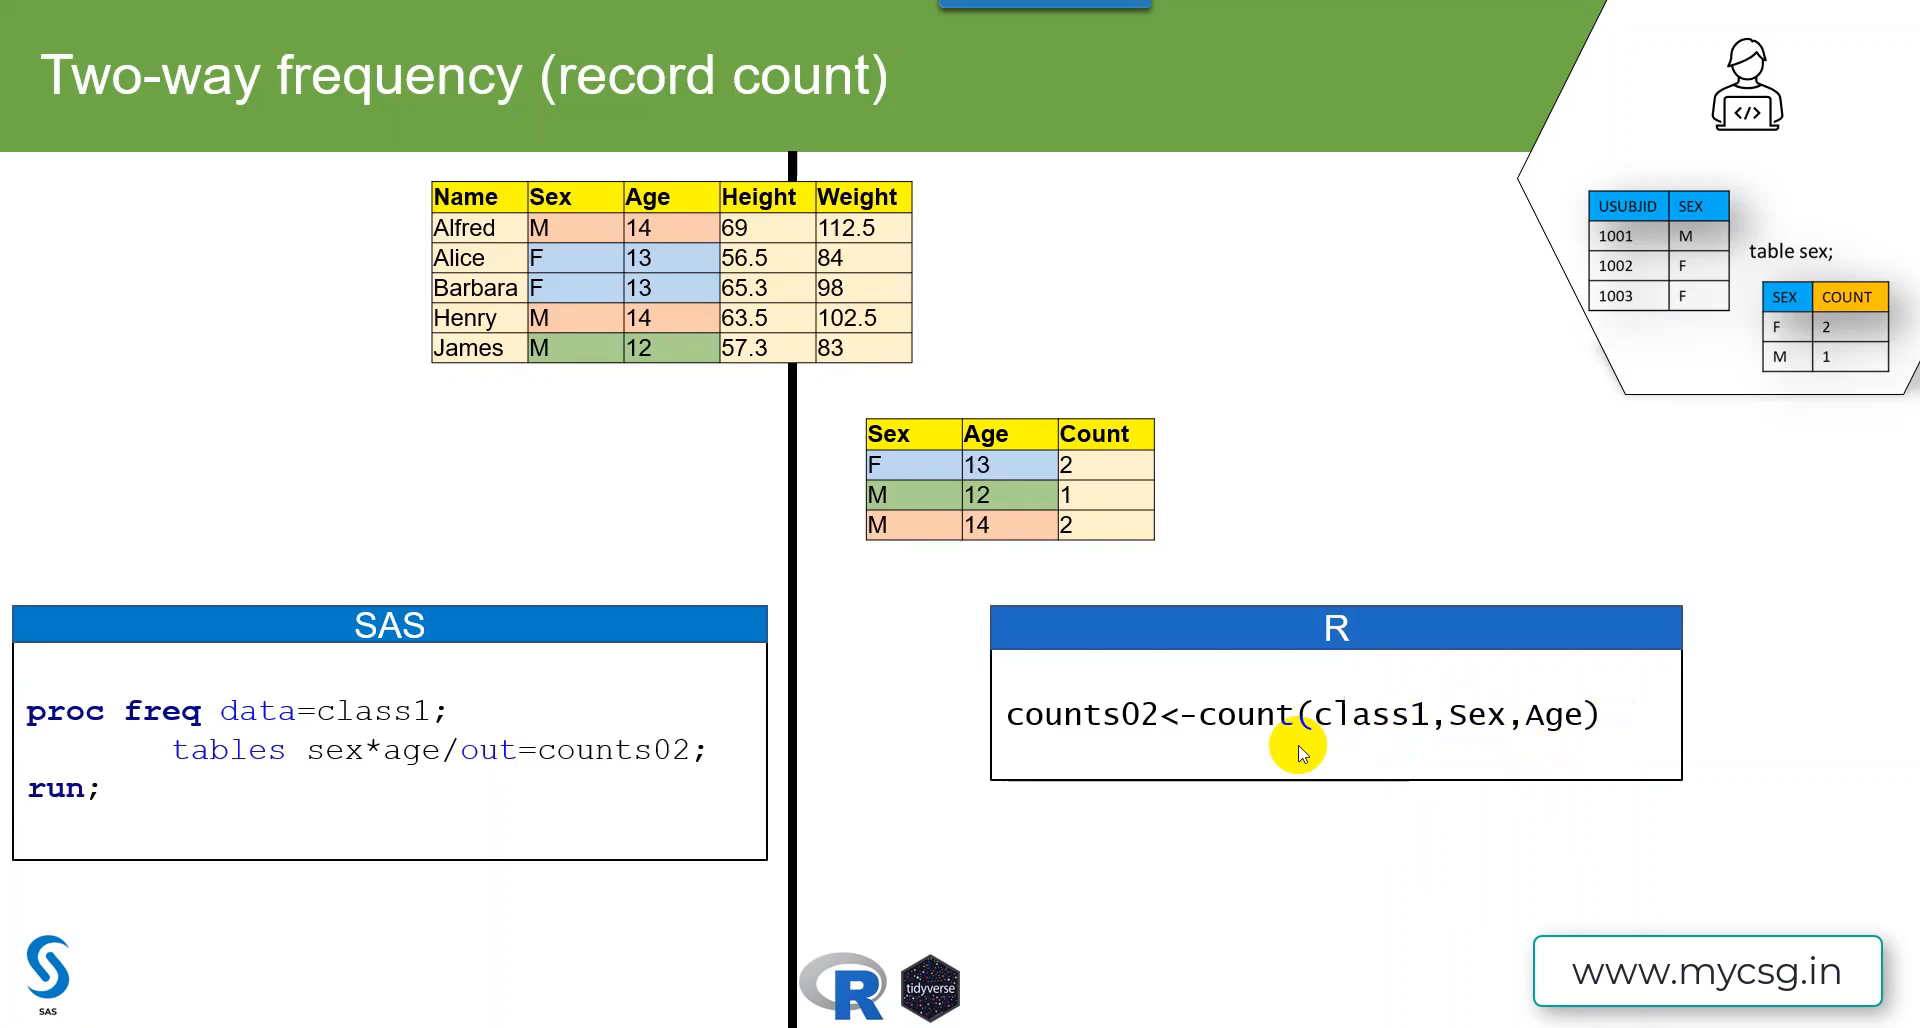 Two-way frequency (record count)
</>
Name Sex Age Height Weight
Alfred M 14 69 112.5
Alice F 13 56.5 84
Barbara F 13 65.3 98
Henry M 14 63.5 102.5
James M 12 57.3 83
USUBJID SEX
1001 M
1002 F
1003 F
table sex;
SEX COUNT
F 2
M 1
Sex Age Count
F 13 2
M 12 1
M 14 2
SAS
proc freq data=class1;
tables sex*age/out=counts02;
run;
R
counts02<-count(class1,Sex,Age)
SAS
R
tidyverse
www.mycsg.in